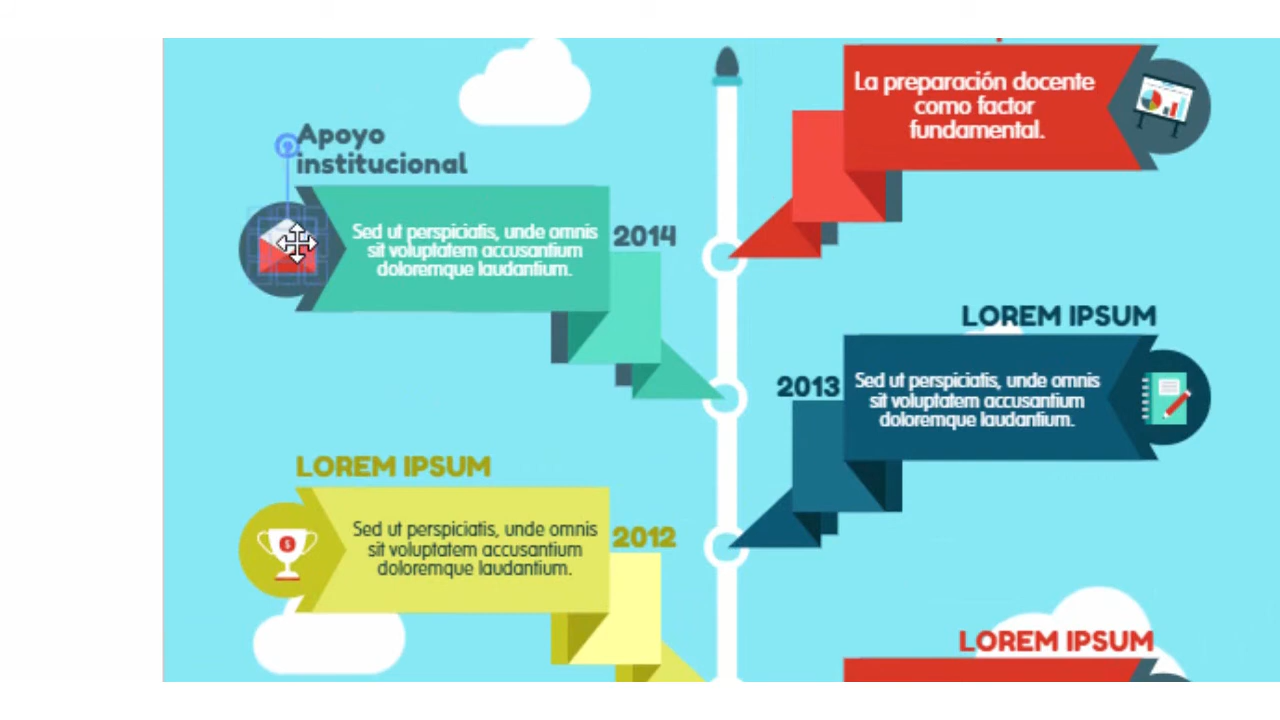 La preparación docente
como factor
fundamental.
Apoyo
institucional
Sed ut perspiciatis, unde omnis
sit voluptatem accusantium
doloremque laudantium.
2014
LOREM IPSUM
2013
Sed ut perspiciatis, unde omnis
sit voluptatem accusantium
doloremque laudantium.
LOREM IPSUM
Sed ut perspiciatis, unde omnis
sit voluptatem accusantium
doloremque laudantium.
2012
LOREM IPSUM